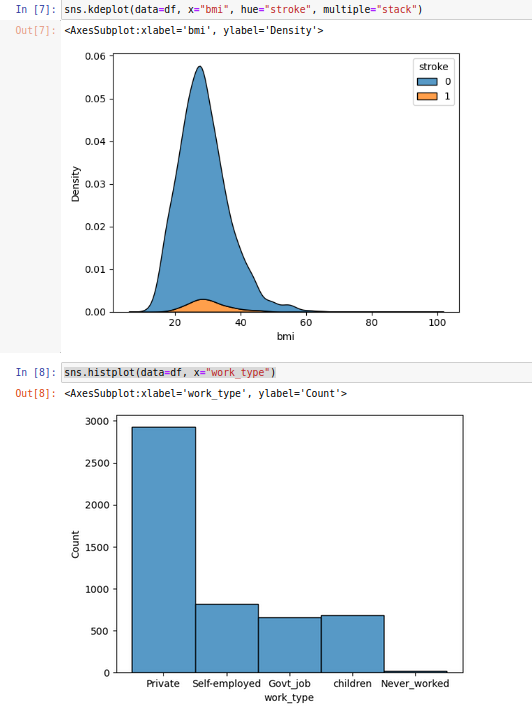 In [7]: sns.kdeplot(data=df, x="bmi", hue="stroke", multiple="stack")
Out[7]: <AxesSubplot:xlabel='bmi', ylabel='Density'>
stroke
0
1
0.06
0.05
0.04
0.03
0.02
0.01
0.00
Density
20 40 60 80 100
bmi
In [8]: sns.histplot(data=df, x="work_type")
Out[8]: <AxesSubplot:xlabel='work_type', ylabel='Count'>
3000
2500
2000
1500
1000
500
0
Count
Private Self-employed Govt_job children Never_worked
work_type